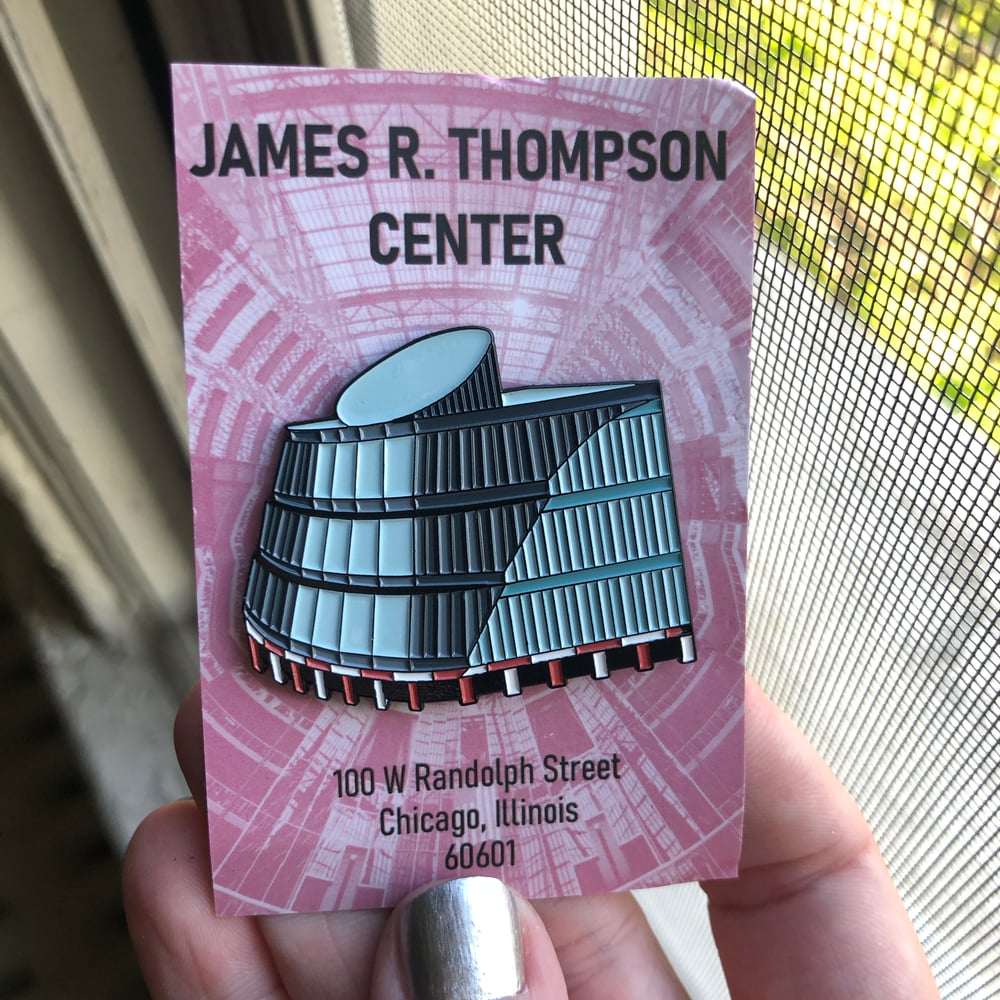 JAMES R. THOMPSON
CENTER
100 W Randolph Street
Chicago, Illinois
60601